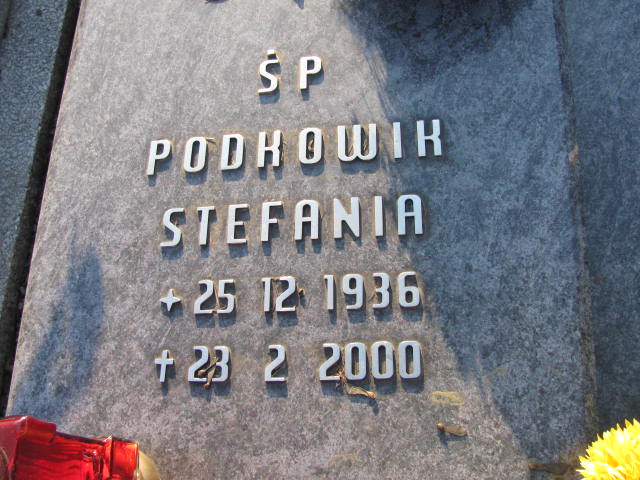 ŚP
PODKOWIK
STEFANIA
+ 25 12 1936
† 23 2 2000